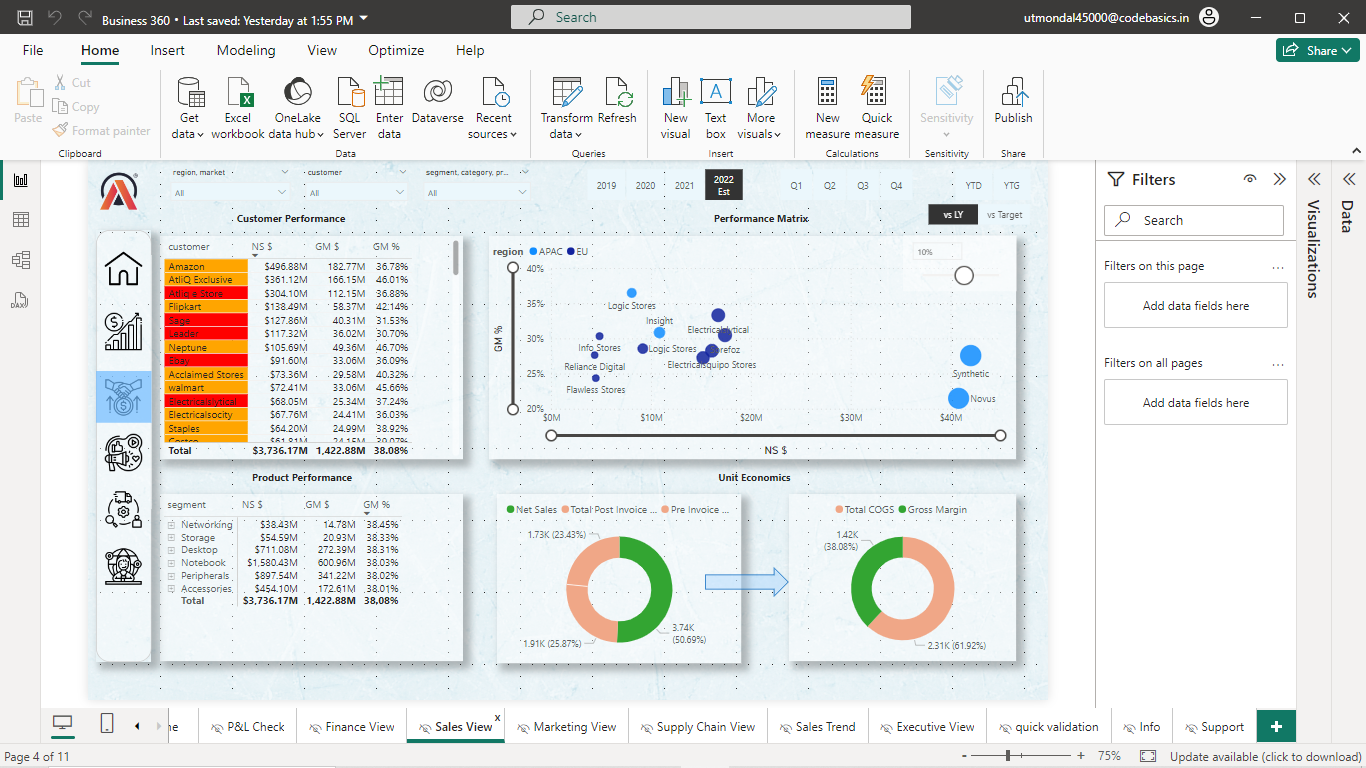 Business 360 • Last saved: Yesterday at 1:55 PM
Search
utmondal45000@codebasics.in
File Home Insert Modeling View Optimize Help
Share
Paste
Cut
Copy
Format painter
Get data
Excel workbook
OneLake data hub
SQL Server
Enter data
Dataverse
Recent sources
Transform data
Refresh
New visual
Text box
More visuals
New measure
Quick measure
Sensitivity
Publish
Clipboard Data Queries Insert Calculations Sensitivity Share
region, market
All
customer
All
segment, category, pr...
All
2019 2020 2021 2022 Est
Q1 Q2 Q3 Q4
YTD YTG
vs LY vs Target
Customer Performance
customer NS $ GM $ GM %
Amazon $496.88M 182.77M 36.78%
AtliQ Exclusive $361.12M 166.15M 46.01%
Atliq e Store $304.10M 112.15M 36.88%
Flipkart $138.49M 58.37M 42.14%
Sage $127.86M 40.31M 31.53%
Leader $117.32M 36.02M 30.70%
Neptune $105.69M 49.36M 46.70%
Ebay $91.60M 33.06M 36.09%
Acclaimed Stores $73.36M 29.58M 40.32%
walmart $72.41M 33.06M 45.66%
Electricalslytical $68.05M 25.34M 37.24%
Electricalsocity $67.76M 24.41M 36.03%
Staples $64.20M 24.99M 38.92%
Costco $61.81M 24.15M 39.07%
Total $3,736.17M 1,422.88M 38.08%
Performance Matrix
region APAC EU
10%
GM %
40%
35%
30%
25%
20%
Logic Stores
Insight
Info Stores
Logic Stores
Reliance Digital
Flawless Stores
Synthetic
Novus
$0M $10M $20M $30M $40M
NS $
Product Performance
segment NS $ GM $ GM %
Networking $38.43M 14.78M 38.45%
Storage $54.59M 20.93M 38.33%
Desktop $711.08M 272.39M 38.31%
Notebook $1,580.43M 600.96M 38.03%
Peripherals $897.54M 341.22M 38.02%
Accessories $454.10M 172.61M 38.01%
Total $3,736.17M 1,422.88M 38.08%
Unit Economics
Net Sales Total Post Invoice ... Pre Invoice ...
1.73K (23.43%)
3.74K (50.69%)
1.91K (25.87%)
Total COGS Gross Margin
1.42K (38.08%)
2.31K (61.92%)
Filters
Search
Filters on this page
...
Add data fields here
Filters on all pages
...
Add data fields here
Visualizations
Data
P&L Check
Finance View
Sales View x
Marketing View
Supply Chain View
Sales Trend
Executive View
quick validation
Info
Support
+
Page 4 of 11
- + 75%
Update available (click to download)